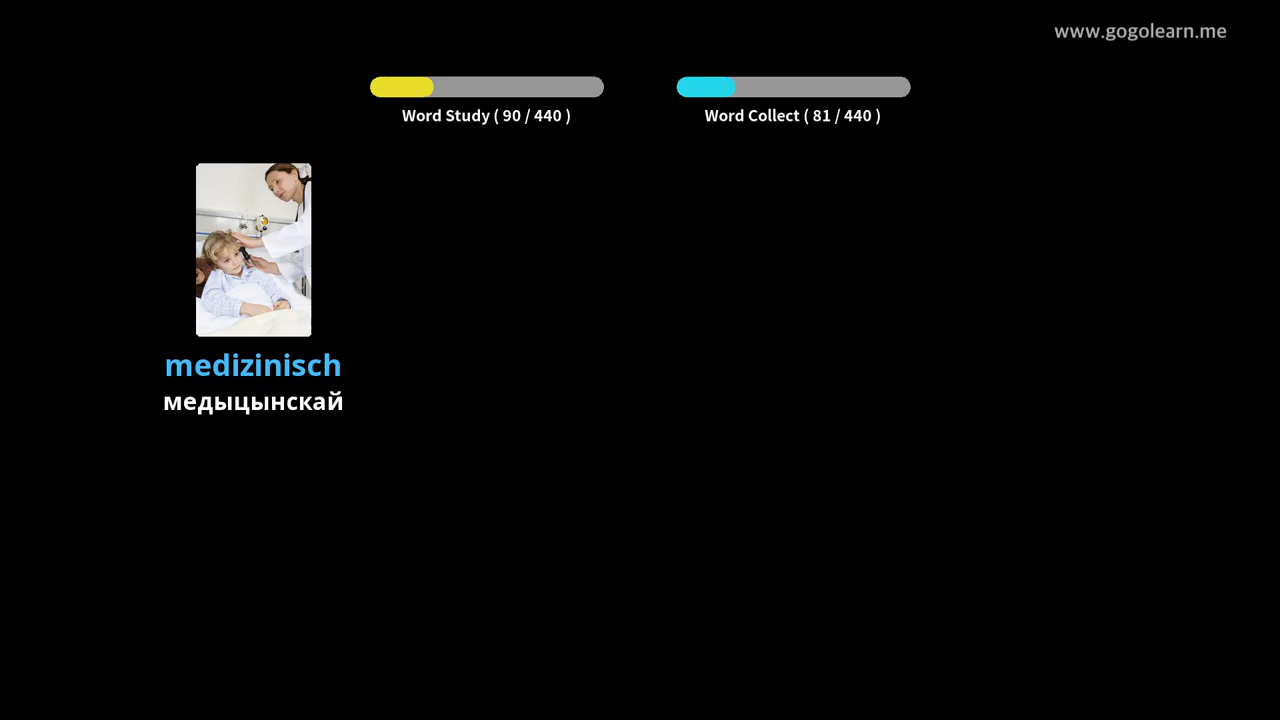 www.gogolearn.me
Word Study ( 90 / 440 )
Word Collect ( 81 / 440 )
medizinisch
медыцынскай